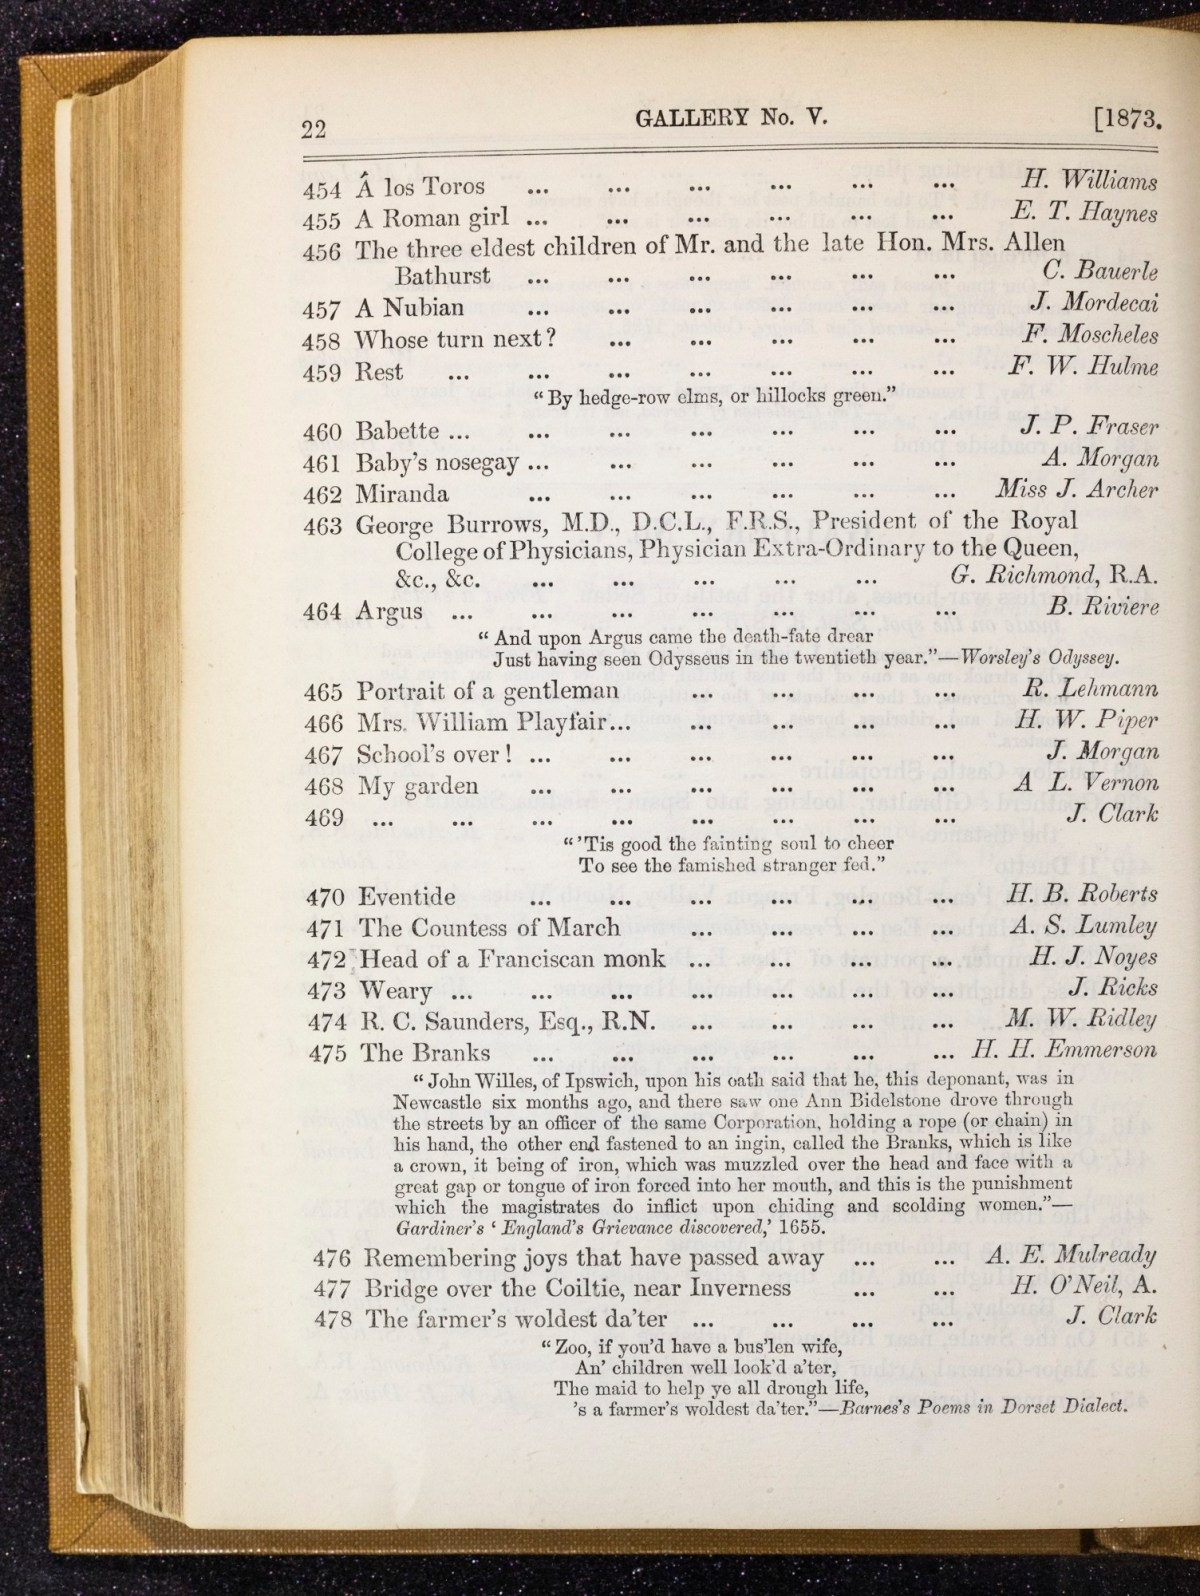 22 GALLERY No. V. [1873.
454 Á los Toros ... ... ... ... ... ... H. Williams
455 A Roman girl ... ... ... ... ... ... E. T. Haynes
456 The three eldest children of Mr. and the late Hon. Mrs. Allen
Bathurst ... ... ... ... ... ... C. Bauerle
457 A Nubian ... ... ... ... ... ... J. Mordecai
458 Whose turn next? ... ... ... ... ... F. Moscheles
459 Rest ... ... ... ... ... ... ... F. W. Hulme
“By hedge-row elms, or hillocks green.”
460 Babette ... ... ... ... ... ... ... J. P. Fraser
461 Baby’s nosegay ... ... ... ... ... ... A. Morgan
462 Miranda ... ... ... ... ... ... Miss J. Archer
463 George Burrows, M.D., D.C.L., F.R.S., President of the Royal
College of Physicians, Physician Extra-Ordinary to the Queen,
&c., &c. ... ... ... ... ... G. Richmond, R.A.
464 Argus ... ... ... ... ... ... ... B. Riviere
“And upon Argus came the death-fate drear
Just having seen Odysseus in the twentieth year.”—Worsley’s Odyssey.
465 Portrait of a gentleman ... ... ... ... R. Lehmann
466 Mrs. William Playfair... ... ... ... ... H. W. Piper
467 School’s over! ... ... ... ... ... ... J. Morgan
468 My garden ... ... ... ... ... ... A L. Vernon
469 ... ... ... ... ... ... ... ... J. Clark
“’Tis good the fainting soul to cheer
To see the famished stranger fed.”
470 Eventide ... ... ... ... ... ... H. B. Roberts
471 The Countess of March ... ... ... ... A. S. Lumley
472 Head of a Franciscan monk ... ... ... ... H. J. Noyes
473 Weary ... ... ... ... ... ... ... J. Ricks
474 R. C. Saunders, Esq., R.N. ... ... ... ... M. W. Ridley
475 The Branks ... ... ... ... ... ... H. H. Emmerson
“John Willes, of Ipswich, upon his oath said that he, this deponant, was in
Newcastle six months ago, and there saw one Ann Bidelstone drove through
the streets by an officer of the same Corporation, holding a rope (or chain) in
his hand, the other end fastened to an ingin, called the Branks, which is like
a crown, it being of iron, which was muzzled over the head and face with a
great gap or tongue of iron forced into her mouth, and this is the punishment
which the magistrates do inflict upon chiding and scolding women.”—
Gardiner’s ‘England’s Grievance discovered,’ 1655.
476 Remembering joys that have passed away ... ... A. E. Mulready
477 Bridge over the Coiltie, near Inverness ... ... H. O’Neil, A.
478 The farmer’s woldest da’ter ... ... ... ... J. Clark
“Zoo, if you’d have a bus’len wife,
An’ children well look’d a’ter,
The maid to help ye all drough life,
’s a farmer’s woldest da’ter.”—Barnes’s Poems in Dorset Dialect.